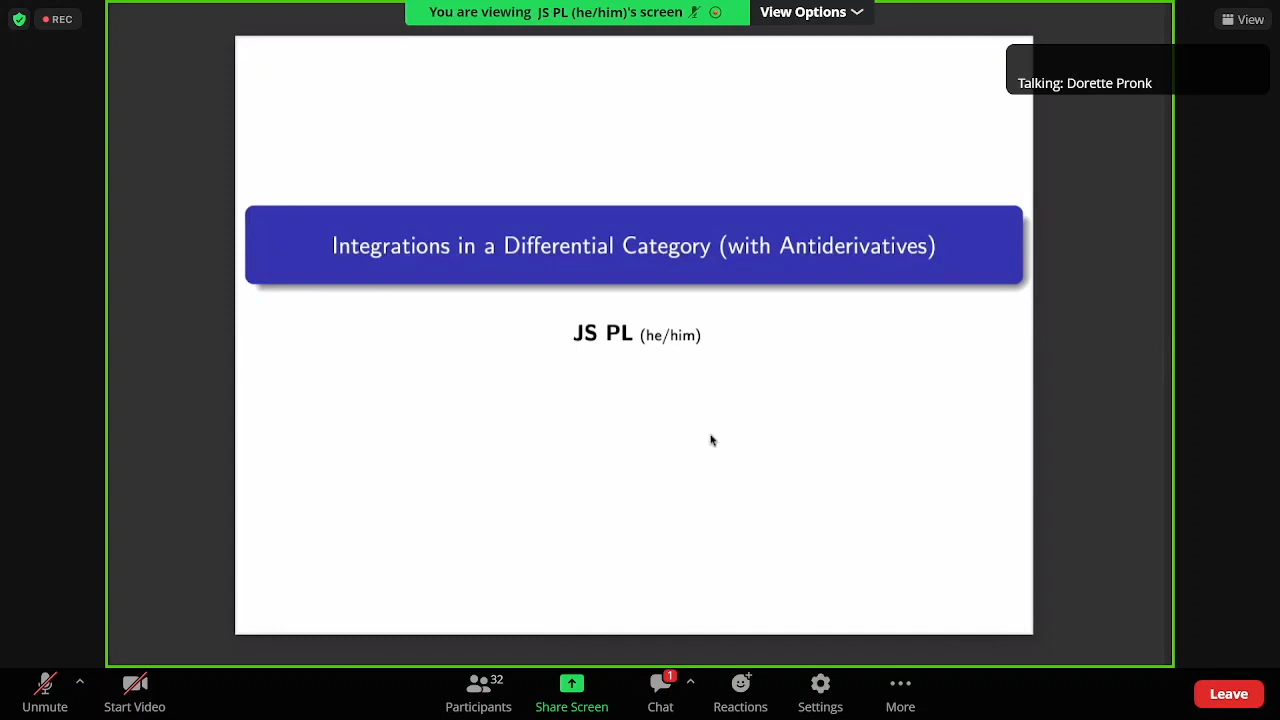 You are viewing JS PL (he/him)'s screen
View Options
REC
View
Talking: Dorette Pronk
Integrations in a Differential Category (with Antiderivatives)
JS PL (he/him)
Unmute
Start Video
32
Participants
Share Screen
1
Chat
Reactions
Settings
More
Leave